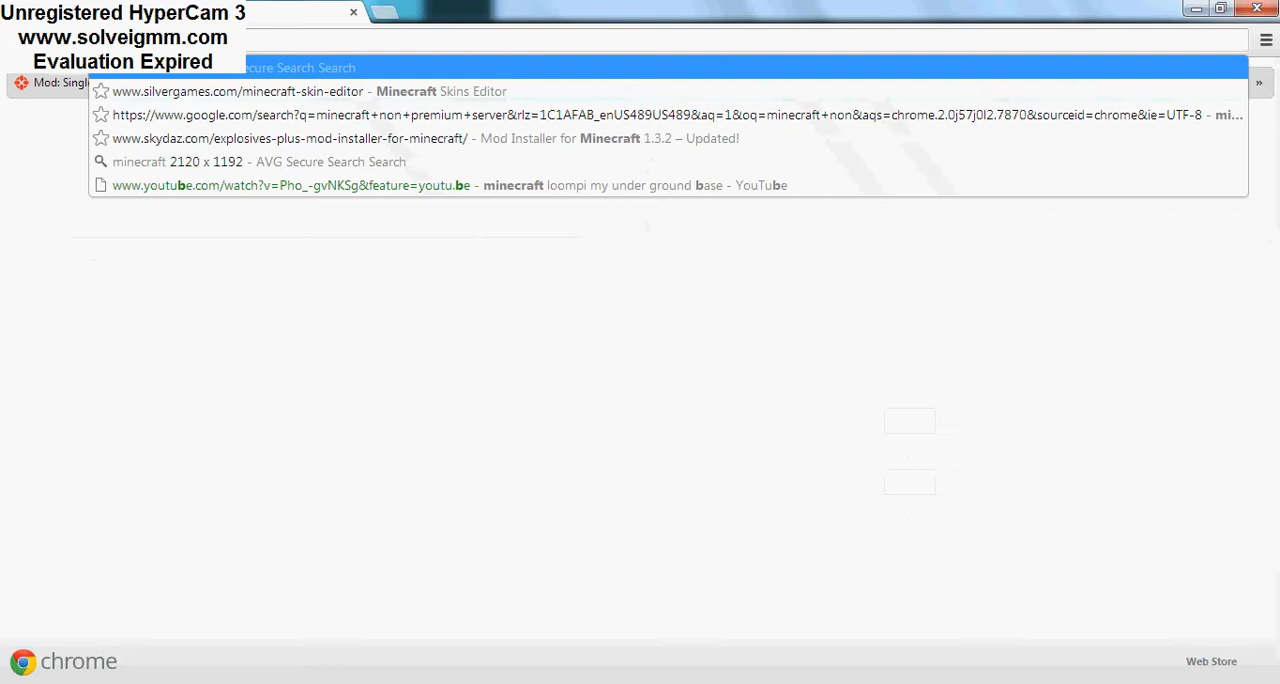 Unregistered HyperCam 3
www.solveigmm.com
Evaluation Expired
ecure Search Search
Mod: Singl
»
www.silvergames.com/minecraft-skin-editor - Minecraft Skins Editor
https://www.google.com/search?q=minecraft+non+premium+server&rlz=1C1AFAB_enUS489US489&aq=1&oq=minecraft+non&aqs=chrome.2.0j57j0l2.7870&sourceid=chrome&ie=UTF-8 - mi...
www.skydaz.com/explosives-plus-mod-installer-for-minecraft/ - Mod Installer for Minecraft 1.3.2 – Updated!
minecraft 2120 x 1192 - AVG Secure Search Search
www.youtube.com/watch?v=Pho_-gvNKSg&feature=youtu.be - minecraft loompi my under ground base - YouTube
chrome
Web Store